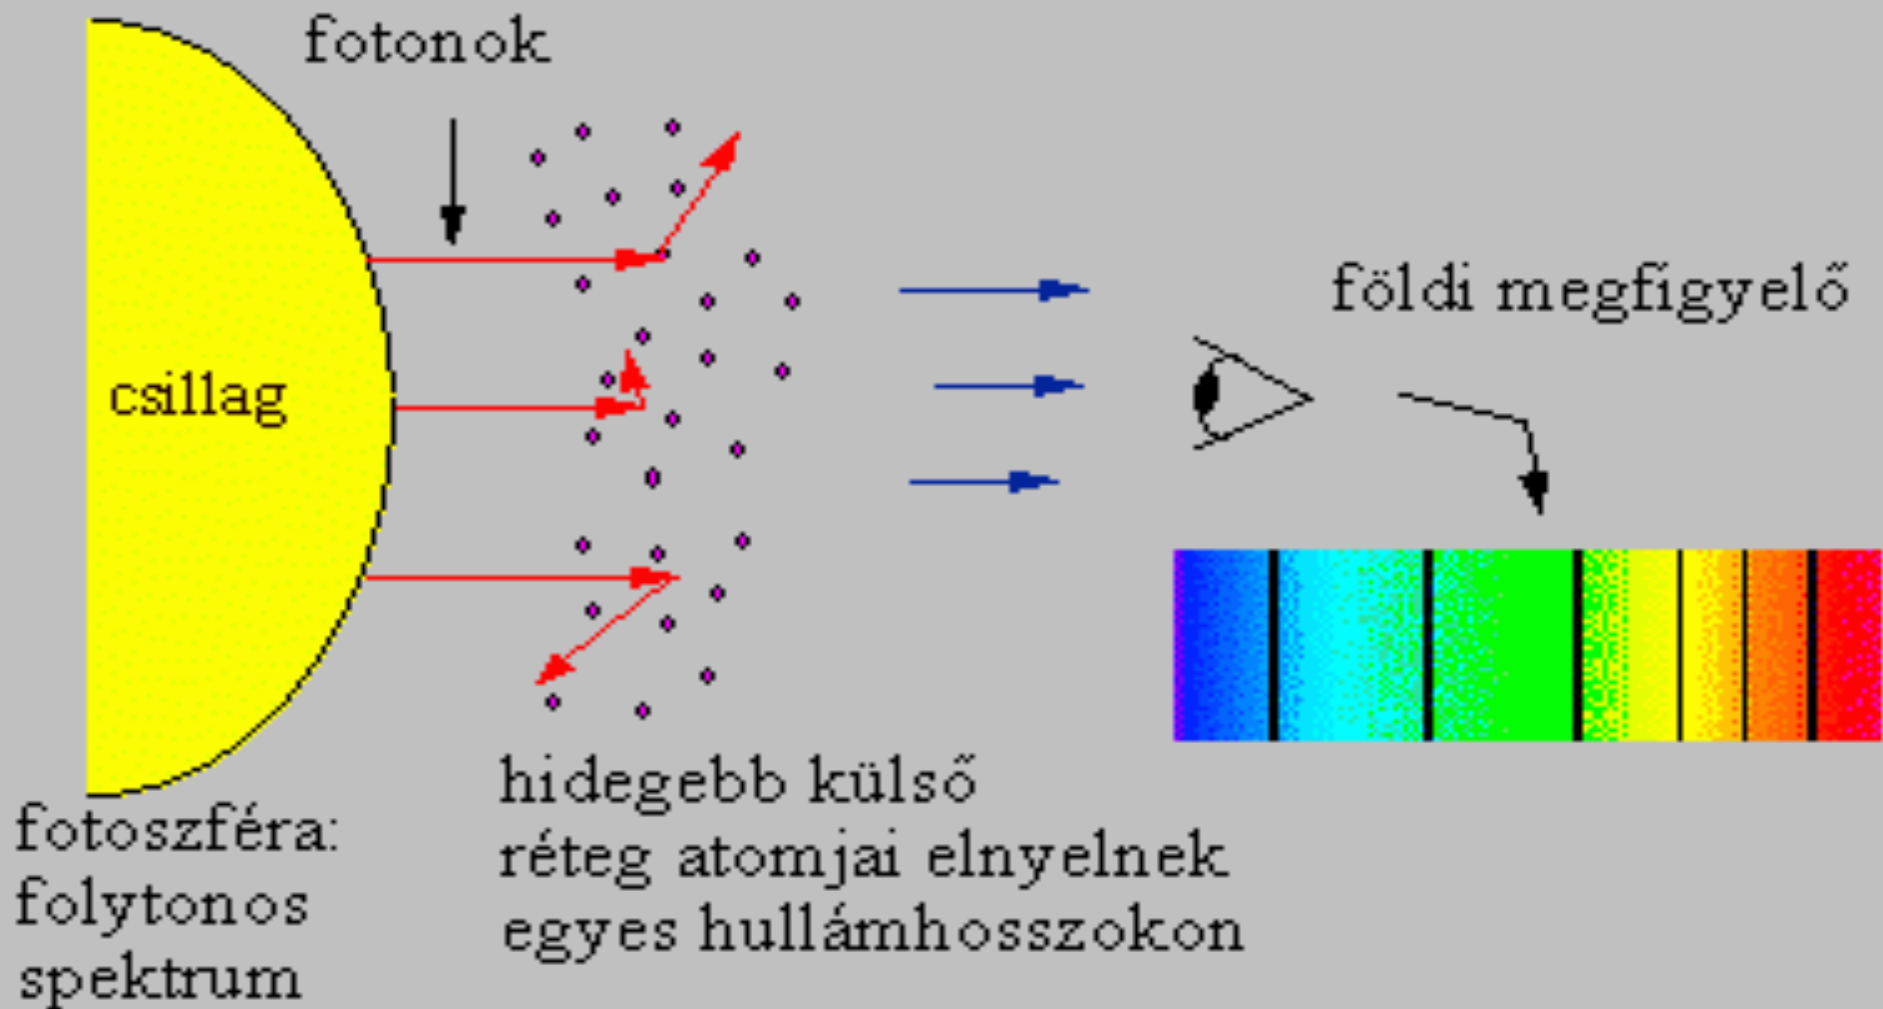 fotonok
csillag
földi megfigyelő
fotoszféra:
folytonos
spektrum
hidegebb külső
réteg atomjai elnyelnek
egyes hullámhosszokon